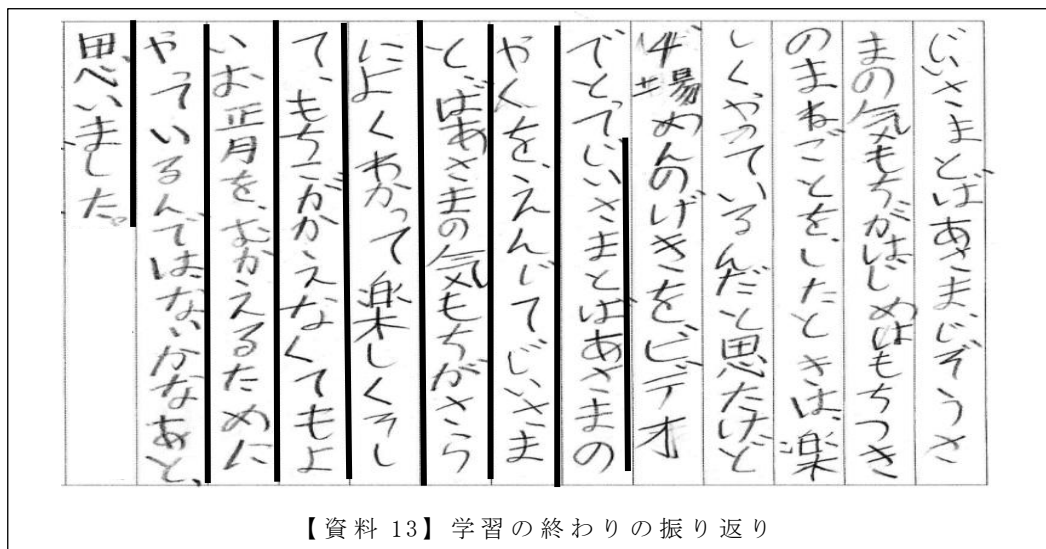 じいさまとばあさま、じぞうさ
まの気もちがはじめはもちつき
のまねごとを、したときは、楽
しくやっているんだと思たけど
4場めんのげきをビデオ
でとてじいさまとばあさまの
やくを、えんじてじいさま
と、ばあさまの気もちがさら
によくわかって楽しくそし
て、もちこがかえなくてもよ
いお正月を、むかえるために
やっているんではないかなあと、
思いました。
【資料 13】学習の終わりの振り返り